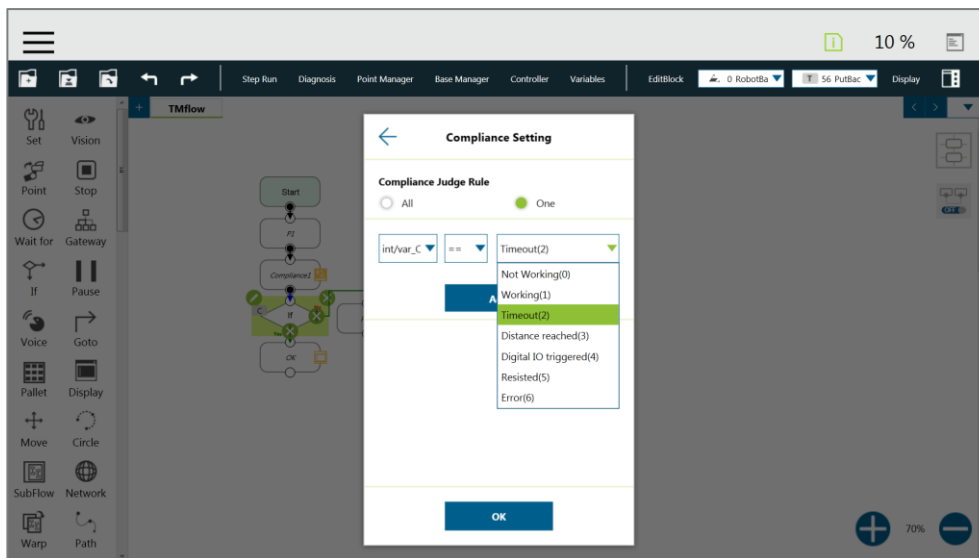 10 %
Step Run Diagnosis Point Manager Base Manager Controller Variables EditBlock 0 RobotBa T 56 PutBac Display
+ TMflow
Set Vision
Point Stop
Wait for Gateway
If Pause
Voice Goto
Pallet Display
Move Circle
SubFlow Network
Warp Path
Start
P1
Compliance1
C If
Yes
OK
Compliance Setting
Compliance Judge Rule
All One
int/var_C == Timeout(2)
Not Working(0)
Working(1)
Timeout(2)
Distance reached(3)
Digital IO triggered(4)
Resisted(5)
Error(6)
A
OK
OFF
70%